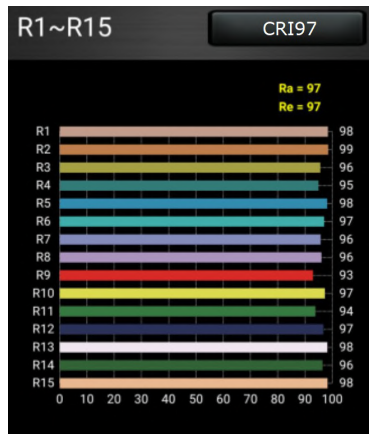 R1~R15 CRI97
Ra = 97
Re = 97
R1 98
R2 99
R3 96
R4 95
R5 98
R6 97
R7 96
R8 96
R9 93
R10 97
R11 94
R12 97
R13 98
R14 96
R15 98
0 10 20 30 40 50 60 70 80 90 100